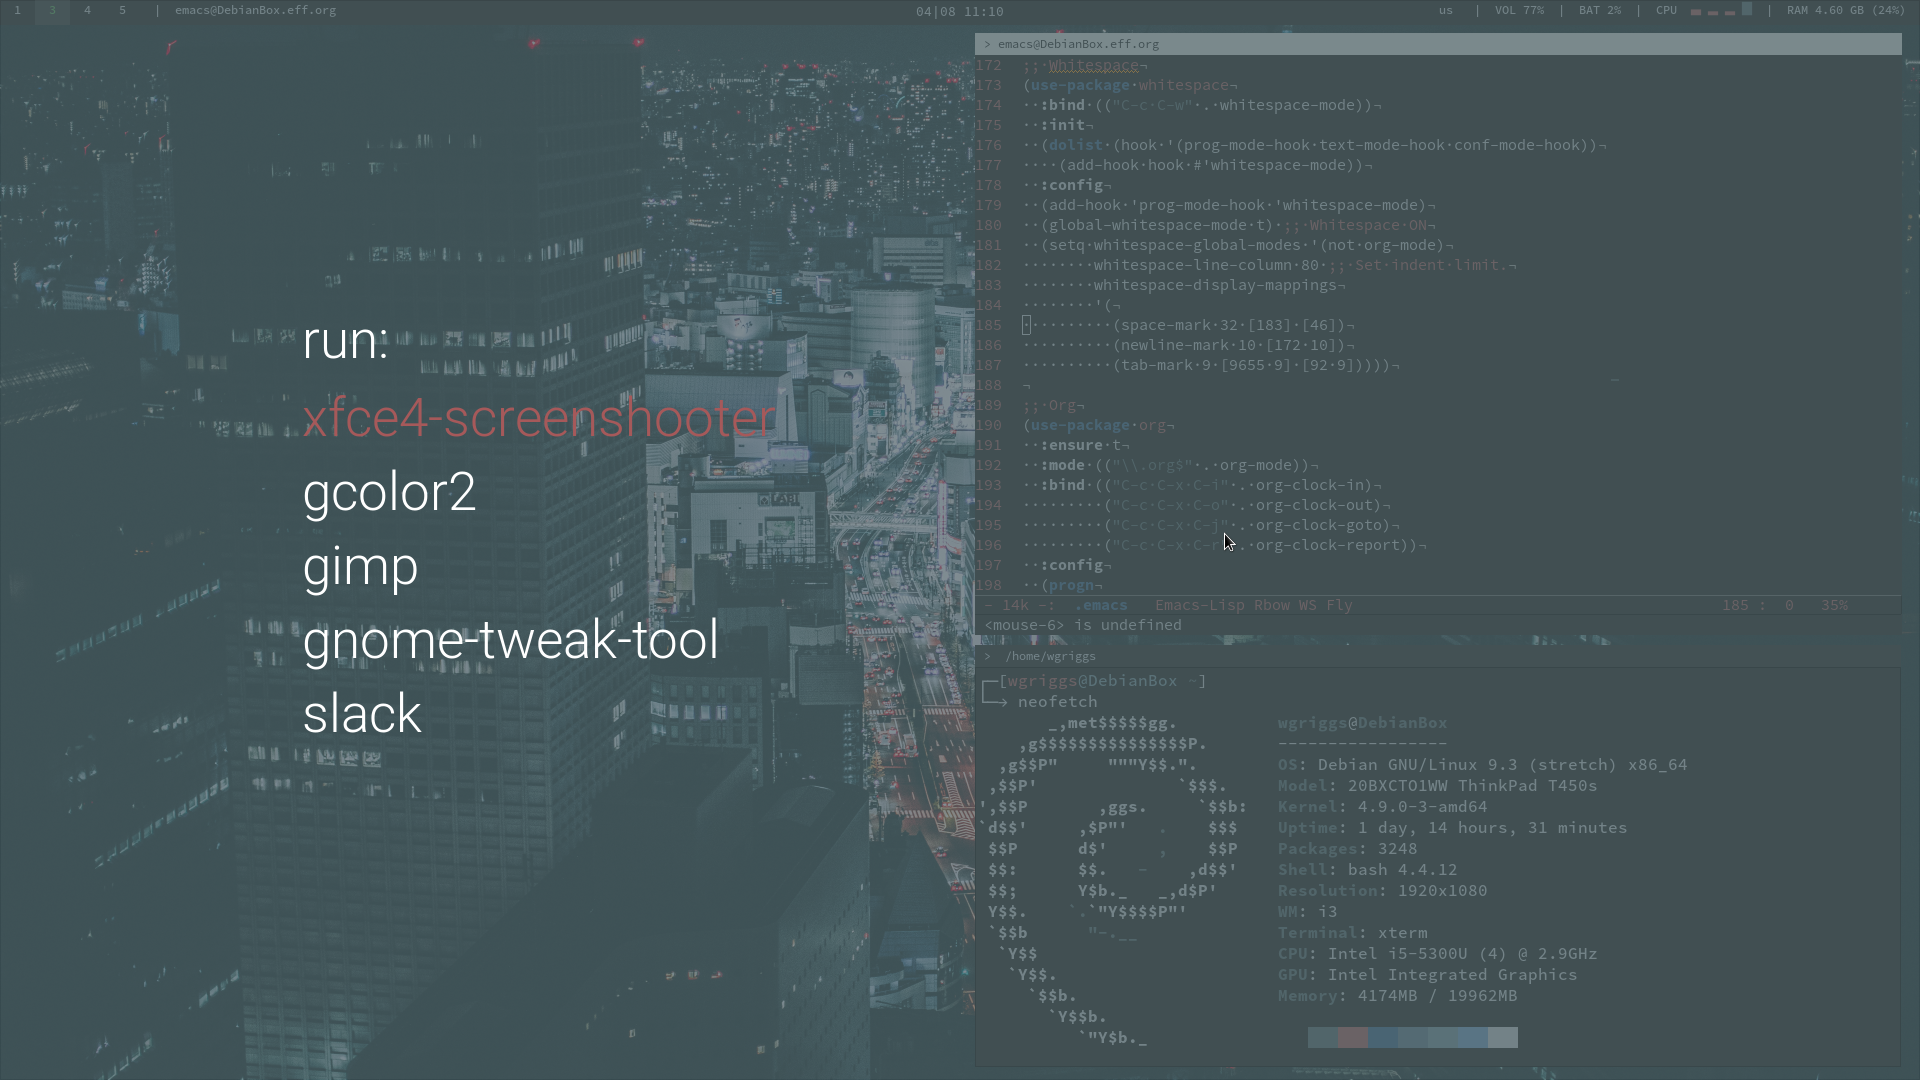 1 3 4 5 | emacs@DebianBox.eff.org
04|08 11:10
us | VOL 77% | BAT 2% | CPU | RAM 4.60 GB (24%)
run:
xfce4-screenshooter
gcolor2
gimp
gnome-tweak-tool
slack
> emacs@DebianBox.eff.org
172 ;;·Whitespace¬
173 (use-package·whitespace¬
174 ··:bind·(("C-c·C-w"·.·whitespace-mode))¬
175 ··:init¬
176 ··(dolist·(hook·'(prog-mode-hook·text-mode-hook·conf-mode-hook))¬
177 ····(add-hook·hook·#'whitespace-mode))¬
178 ··:config¬
179 ··(add-hook·'prog-mode-hook·'whitespace-mode)¬
180 ··(global-whitespace-mode·t)·;;·Whitespace·ON¬
181 ··(setq·whitespace-global-modes·'(not·org-mode)¬
182 ········whitespace-line-column·80·;;·Set·indent·limit.¬
183 ········whitespace-display-mappings¬
184 ········'(¬
185 ··········(space-mark·32·[183]·[46])¬
186 ··········(newline-mark·10·[172·10])¬
187 ··········(tab-mark·9·[9655·9]·[92·9]))))¬
188 ¬
189 ;;·Org¬
190 (use-package·org¬
191 ··:ensure·t¬
192 ··:mode·(("\\.org$"·.·org-mode))¬
193 ··:bind·(("C-c·C-x·C-i"·.·org-clock-in)¬
194 ·········("C-c·C-x·C-o"·.·org-clock-out)¬
195 ·········("C-c·C-x·C-j"·.·org-clock-goto)¬
196 ·········("C-c·C-x·C-r"·.·org-clock-report))¬
197 ··:config¬
198 ··(progn¬
- 14k -: .emacs Emacs-Lisp Rbow WS Fly 185 : 0 35%
<mouse-6> is undefined
> /home/wgriggs
┌─[wgriggs@DebianBox ~]
└─→ neofetch
_,met$$$$$gg.
,g$$$$$$$$$$$$$$$P.
,g$$P" """Y$$.".
,$$P' `$$$.
',$$P ,ggs. `$$b:
`d$$' ,$P"' . $$$
$$P d$' , $$P
$$: $$. - ,d$$'
$$; Y$b._ _,d$P'
Y$$. `.`"Y$$$$P"'
`$$b "-.__
`Y$$
`Y$$.
`$$b.
`Y$$b.
`"Y$b._
wgriggs@DebianBox
-----------------
OS: Debian GNU/Linux 9.3 (stretch) x86_64
Model: 20BXCTO1WW ThinkPad T450s
Kernel: 4.9.0-3-amd64
Uptime: 1 day, 14 hours, 31 minutes
Packages: 3248
Shell: bash 4.4.12
Resolution: 1920x1080
WM: i3
Terminal: xterm
CPU: Intel i5-5300U (4) @ 2.9GHz
GPU: Intel Integrated Graphics
Memory: 4174MB / 19962MB